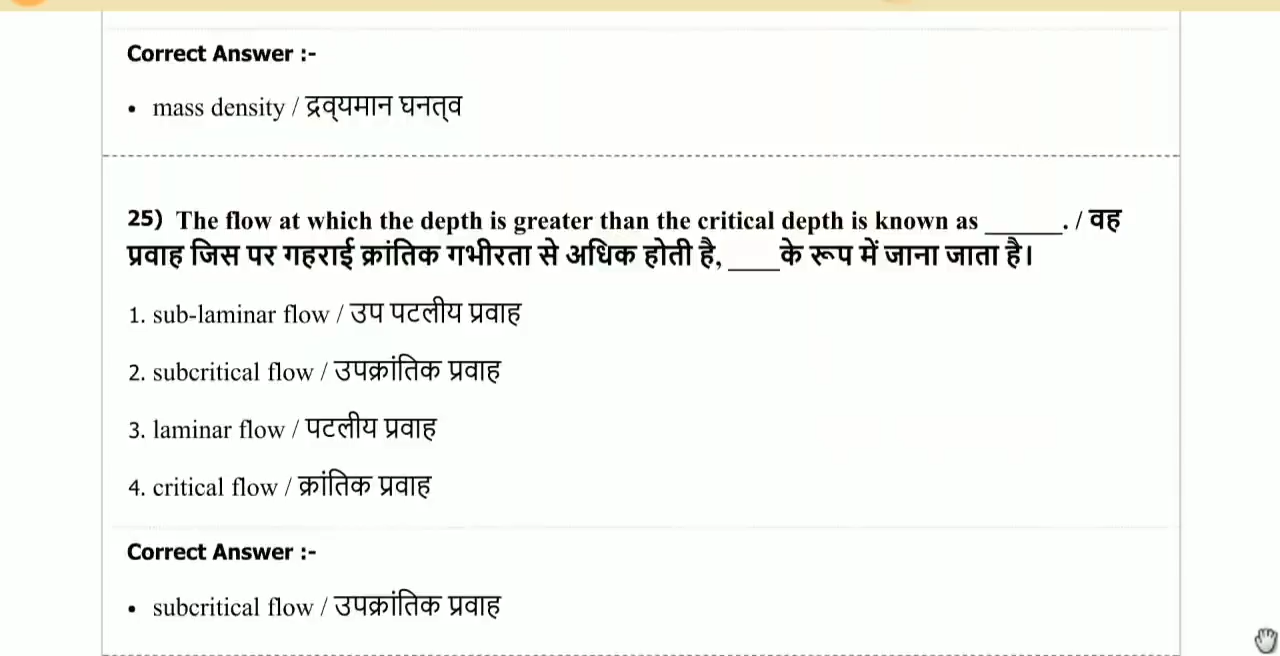 Correct Answer :-
• mass density / द्रव्यमान घनत्व
25) The flow at which the depth is greater than the critical depth is known as ______. / वह
प्रवाह जिस पर गहराई क्रांतिक गभीरता से अधिक होती है, ____के रूप में जाना जाता है।
1. sub-laminar flow / उप पटलीय प्रवाह
2. subcritical flow / उपक्रांतिक प्रवाह
3. laminar flow / पटलीय प्रवाह
4. critical flow / क्रांतिक प्रवाह
Correct Answer :-
• subcritical flow / उपक्रांतिक प्रवाह